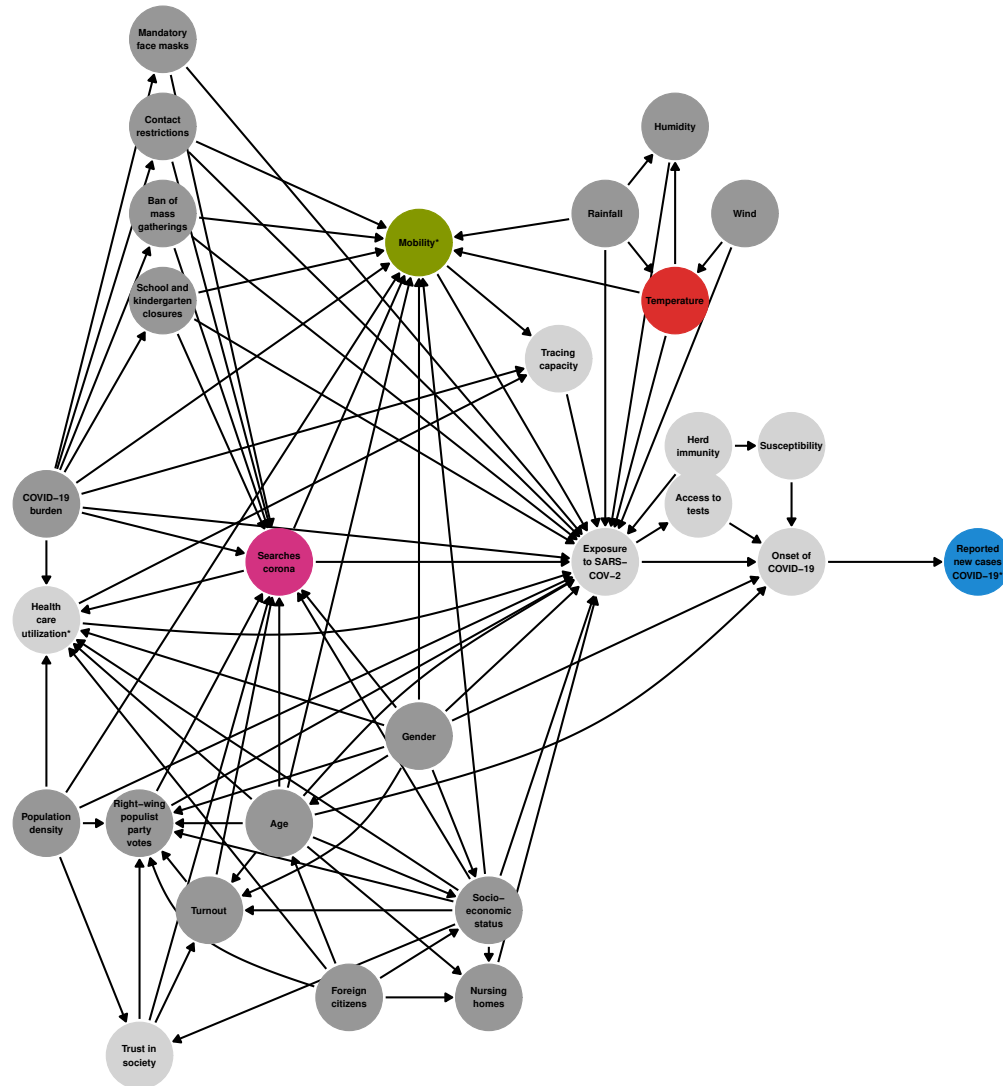 Mandatory
face masks
Contact
restrictions
Humidity
Ban of
mass
gatherings
Rainfall
Wind
Mobility*
School and
kindergarten
closures
Temperature
Tracing
capacity
Herd
immunity
Susceptibility
COVID−19
burden
Access to
tests
Searches
corona
Exposure
to SARS−
COV−2
Onset of
COVID−19
Reported
new cases
COVID−19*
Health
care
utilization*
Gender
Population
density
Right−wing
populist
party
votes
Age
Turnout
Socio−
economic
status
Foreign
citizens
Nursing
homes
Trust in
society